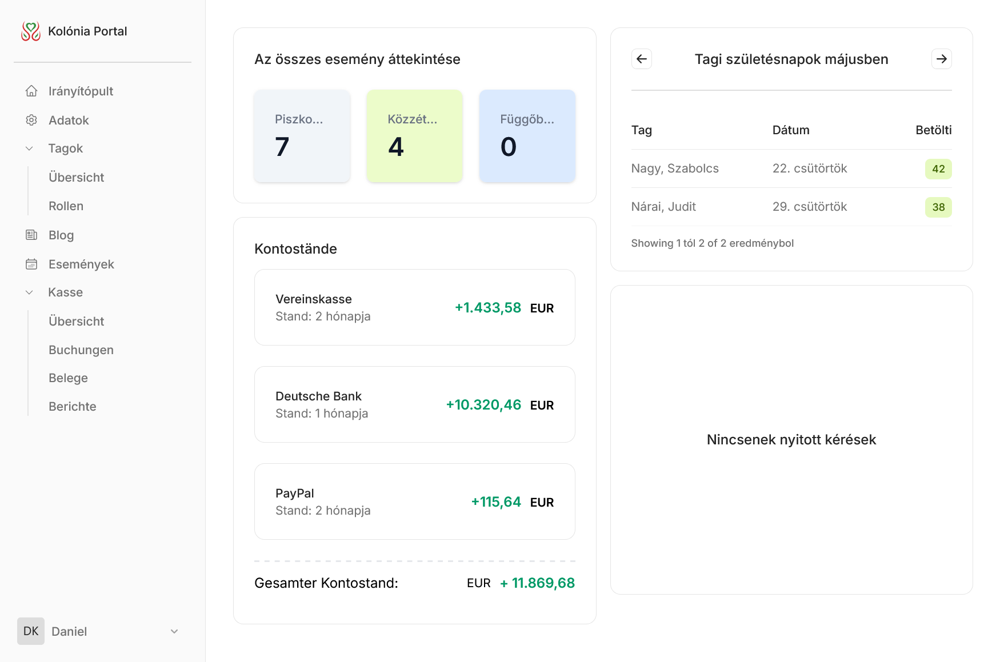 Kolónia Portal
Irányítópult
Adatok
Tagok
Übersicht
Rollen
Blog
Események
Kasse
Übersicht
Buchungen
Belege
Berichte
DK Daniel
Az összes esemény áttekintése
Piszko... Közzét... Függőb...
7 4 0
Kontostände
Vereinskasse
Stand: 2 hónapja
+1.433,58 EUR
Deutsche Bank
Stand: 1 hónapja
+10.320,46 EUR
PayPal
Stand: 2 hónapja
+115,64 EUR
Gesamter Kontostand: EUR + 11.869,68
Tagi születésnapok májusben
Tag Dátum Betölti
Nagy, Szabolcs 22. csütörtök 42
Nárai, Judit 29. csütörtök 38
Showing 1 tól 2 of 2 eredménybol
Nincsenek nyitott kérések